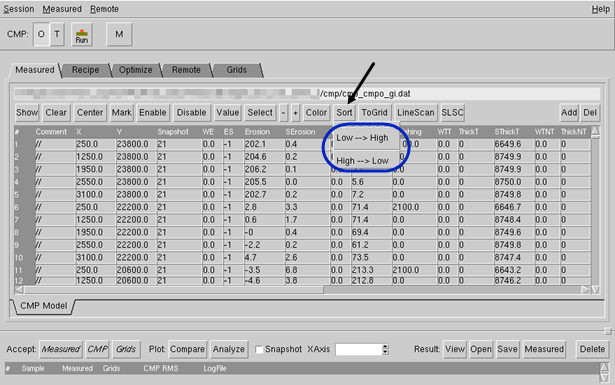 Session Measured Remote Help
CMP: O T Run M
Measured Recipe Optimize Remote Grids
/cmp/cmp_cmpo_gi.dat
Show Clear Center Mark Enable Disable Value Select - + Color Sort ToGrid LineScan SLSC Add Del
# Comment X Y Snapshot WE ES Erosion SErosion hing WTT ThickT SThickT WTNT ThickNT
Low --> High
High --> Low
1 // 250.0 23800.0 21 0.0 -1 202.1 0.4 00.0 0.0 0 6649.6 0.0 0
2 // 1250.0 23800.0 21 0.0 -1 204.6 0.2 0.0 0 8749.8 0.0 0
3 // 1950.0 23800.0 21 0.0 -1 206.2 0.1 0.0 0 8749.9 0.0 0
4 // 2550.0 23800.0 21 0.0 -1 205.5 0.0 0.0 5.6 0.0 0 8750.0 0.0 0
5 // 3100.0 23800.0 21 0.0 -1 202.7 0.2 0.0 7.2 0.0 0 8749.8 0.0 0
6 // 250.0 22200.0 21 0.0 -1 2.8 3.3 0.0 71.4 2100.0 0.0 0 6646.7 0.0 0
7 // 1250.0 22200.0 21 0.0 -1 0.6 1.7 0.0 71.4 0.0 0 8748.4 0.0 0
8 // 1950.0 22200.0 21 0.0 -1 -0 0.4 0.0 69.4 0.0 0 8749.6 0.0 0
9 // 2550.0 22200.0 21 0.0 -1 -2.2 0.2 0.0 61.2 0.0 0 8749.8 0.0 0
10 // 3100.0 22200.0 21 0.0 -1 4.7 2.6 0.0 73.5 0.0 0 8747.4 0.0 0
11 // 250.0 20600.0 21 0.0 -1 -3.5 6.8 0.0 213.3 2100.0 0.0 0 6643.2 0.0 0
12 // 1250.0 20600.0 21 0.0 -1 -4.6 3.8 0.0 212.8 0.0 0 8746.2 0.0 0
CMP Model
Accept: Measured CMP Grids Plot: Compare Analyze Snapshot XAxis Result: View Open Save Measured Delete
# Sample Measured Grids CMP RMS LogFile